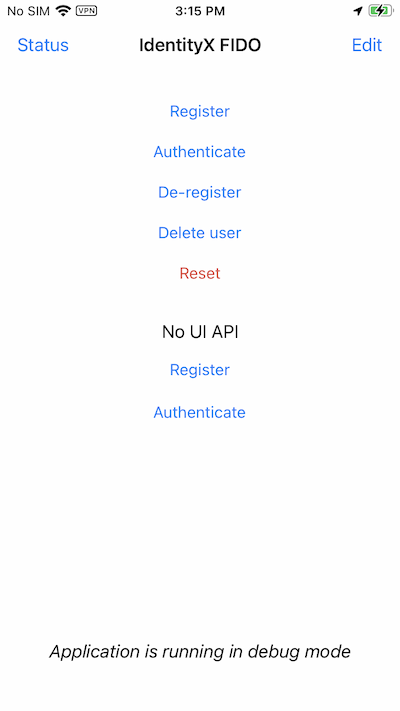 No SIM VPN 3:15 PM
Status IdentityX FIDO Edit
Register
Authenticate
De-register
Delete user
Reset
No UI API
Register
Authenticate
Application is running in debug mode